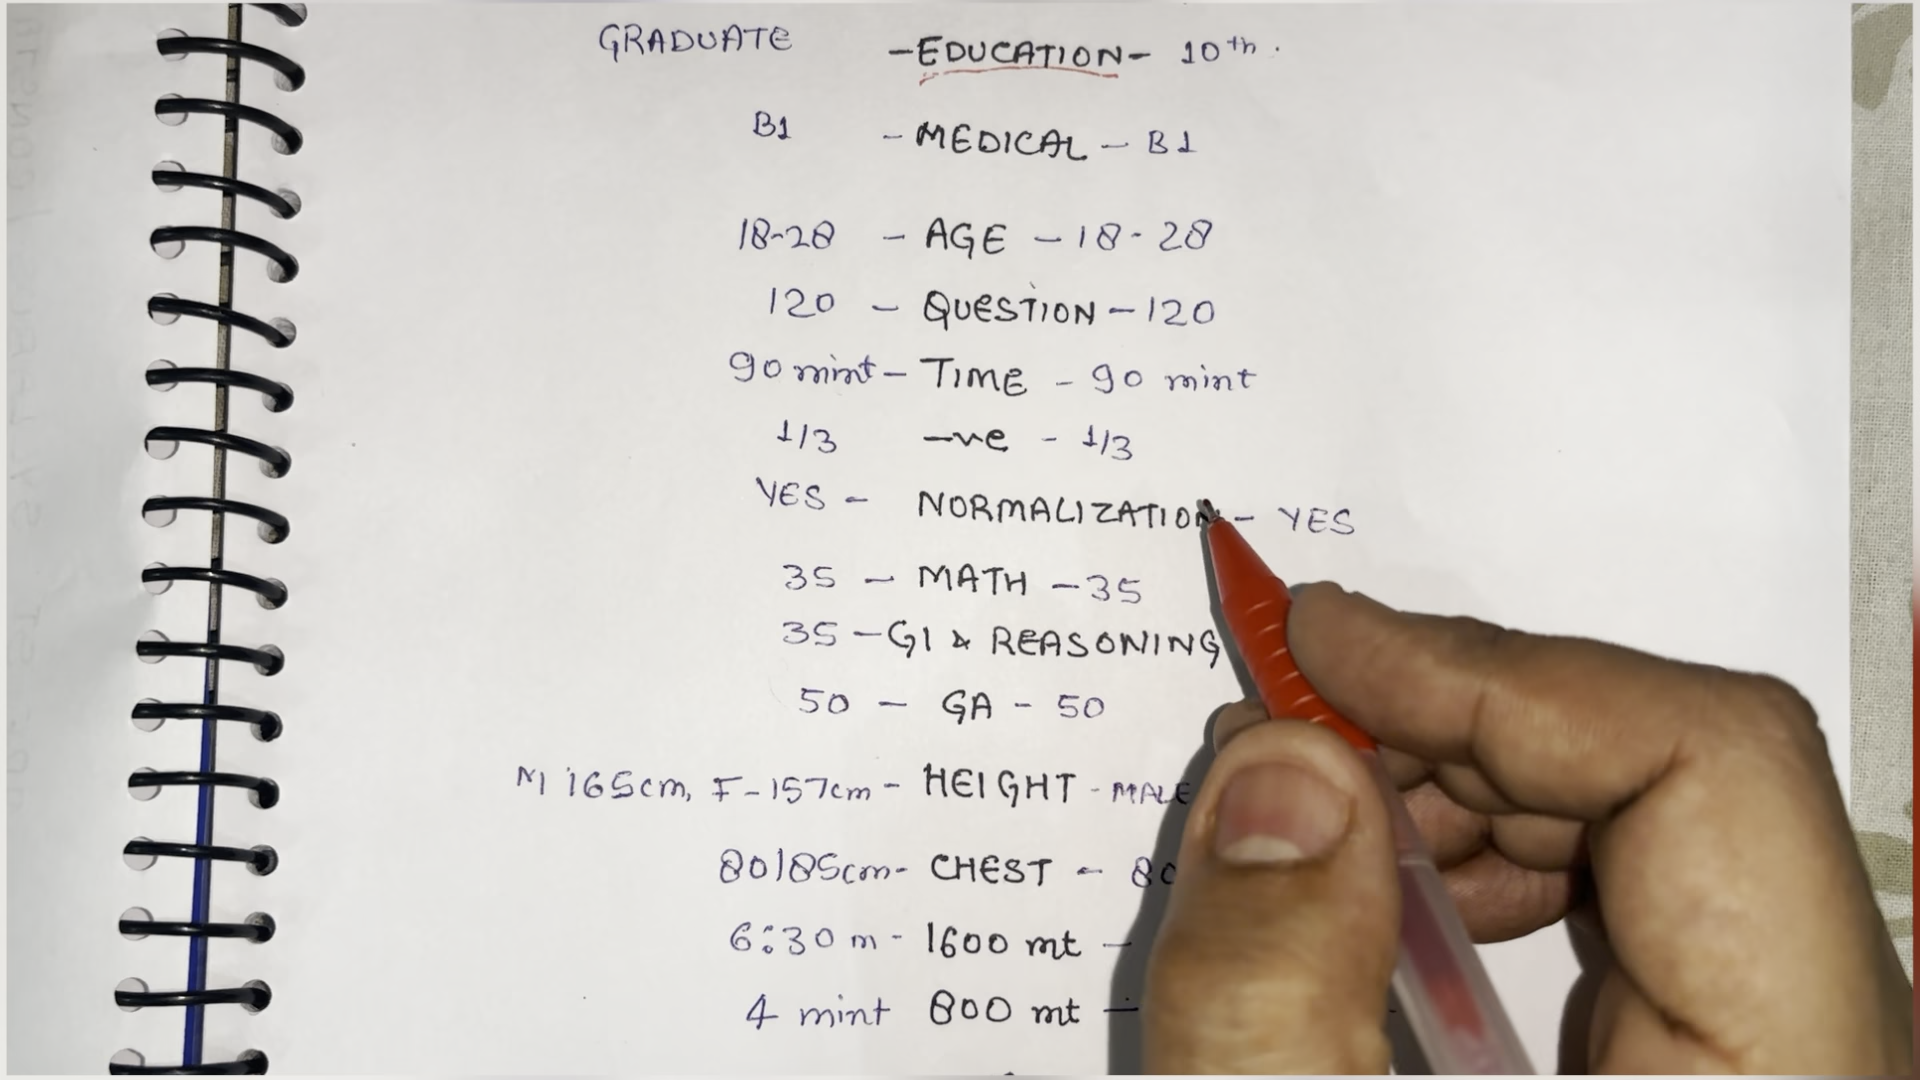 GRADUATE -EDUCATION- 10th.
B1 - MEDICAL - B1
18-28 - AGE - 18-28
120 - QUESTION - 120
90 mint - TIME - 90 mint
1/3 -ve - 1/3
YES - NORMALIZATION - YES
35 - MATH - 35
35 - GI & REASONING
50 - GA - 50
M 165cm, F-157cm - HEIGHT - MALE
80/85cm - CHEST - 80
6:30 m - 1600 mt -
4 mint 800 mt -